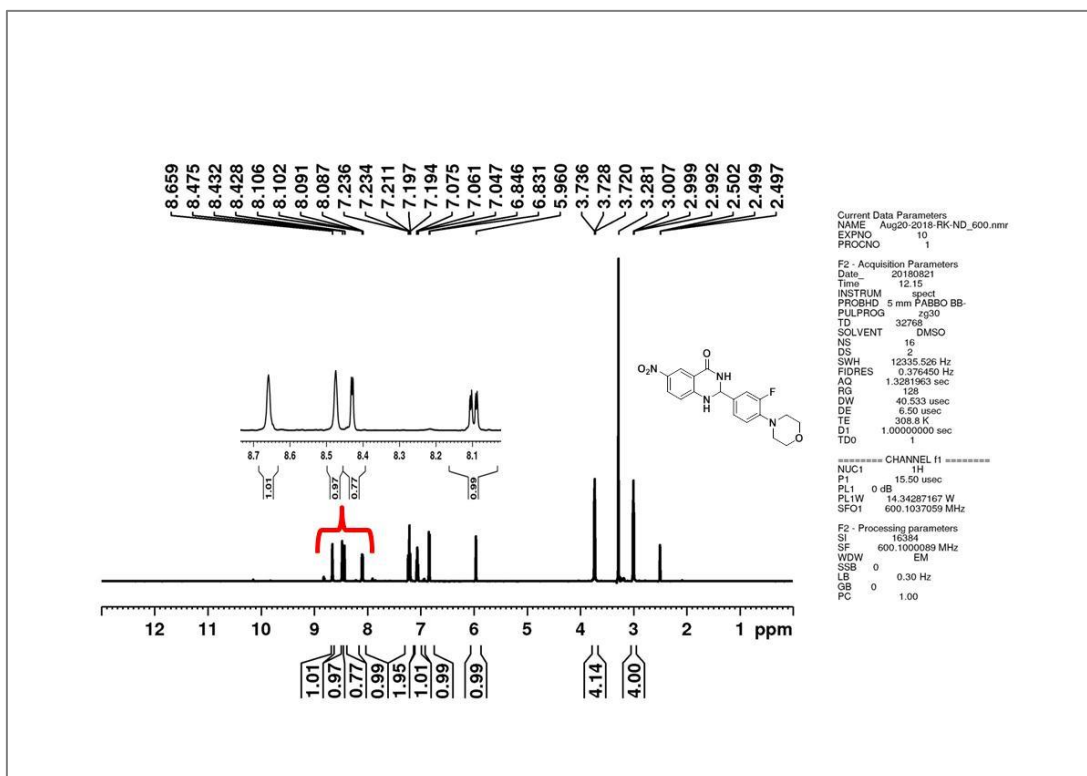 8.659 8.475 8.432 8.428 8.106 8.102 8.091 8.087 7.236 7.234 7.211 7.197 7.194 7.075 7.061 7.047 6.846 6.831 5.960 3.736 3.728 3.720 3.281 3.007 2.999 2.992 2.502 2.499 2.497
Current Data Parameters
NAME Aug20-2018-RK-ND_600.nmr
EXPNO 10
PROCNO 1
F2 - Acquisition Parameters
Date_ 20180821
Time 12.15
INSTRUM spect
PROBHD 5 mm PABBO BB-
PULPROG zg30
TD 32768
SOLVENT DMSO
NS 16
DS 2
SWH 12335.526 Hz
FIDRES 0.376450 Hz
AQ 1.3281963 sec
RG 128
DW 40.533 usec
DE 6.50 usec
TE 308.8 K
D1 1.00000000 sec
TD0 1
======== CHANNEL f1 ========
NUC1 1H
P1 15.50 usec
PL1 0 dB
PL1W 14.34287167 W
SFO1 600.1037059 MHz
F2 - Processing parameters
SI 16384
SF 600.1000089 MHz
WDW EM
SSB 0
LB 0.30 Hz
GB 0
PC 1.00
O
O₂N
NH
F
N
H
N
O
8.7 8.6 8.5 8.4 8.3 8.2 8.1
1.01 0.97 0.77 0.99
12 11 10 9 8 7 6 5 4 3 2 1 ppm
1.01 0.97 0.77 0.99 1.95 1.01 0.99 0.99 4.14 4.00